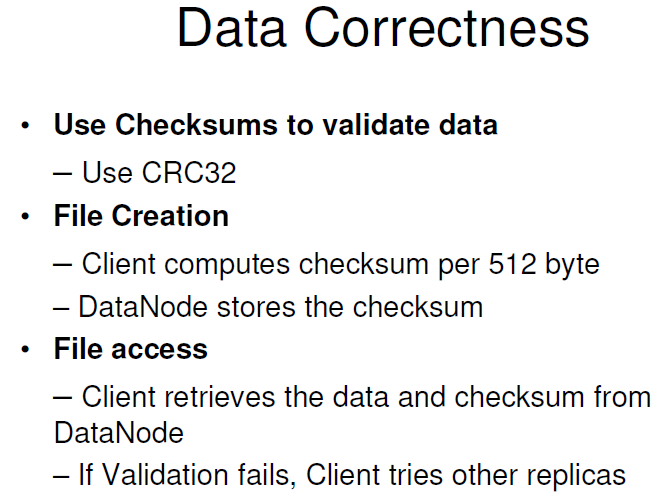 Data Correctness
• Use Checksums to validate data
– Use CRC32
• File Creation
– Client computes checksum per 512 byte
– DataNode stores the checksum
• File access
– Client retrieves the data and checksum from
DataNode
– If Validation fails, Client tries other replicas